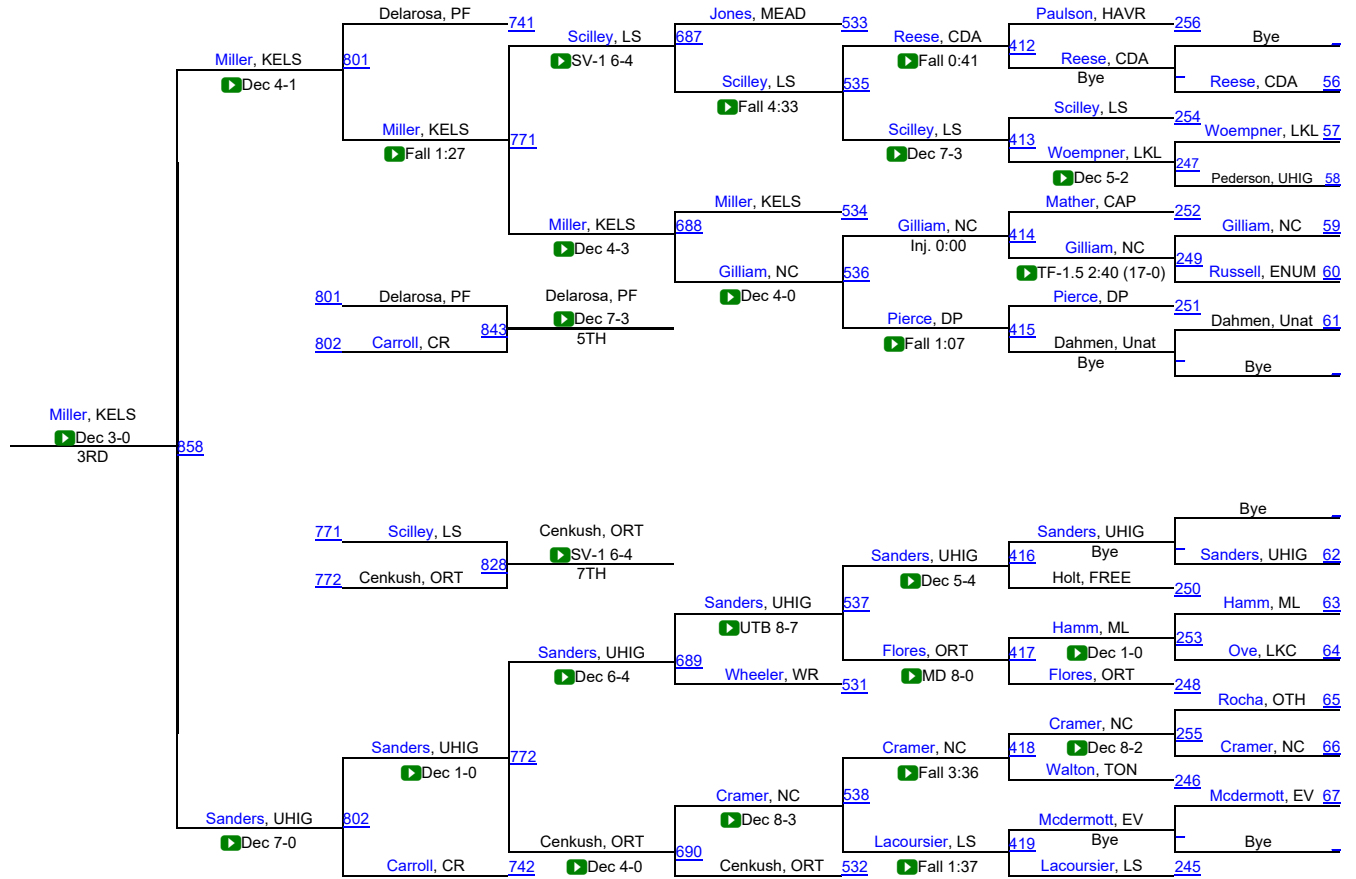 Delarosa, PF
741
Jones, MEAD
533
Paulson, HAVR
256
Scilley, LS
687
Reese, CDA
412
Bye
Miller, KELS
801
SV-1 6-4
Fall 0:41
Reese, CDA
Bye
Dec 4-1
Scilley, LS
535
Reese, CDA
56
Fall 4:33
Scilley, LS
254
Miller, KELS
771
Scilley, LS
413
Woempner, LKL
57
Fall 1:27
Dec 7-3
Woempner, LKL
247
Dec 5-2
Pederson, UHIG
58
Miller, KELS
534
Mather, CAP
252
Miller, KELS
688
Gilliam, NC
414
Gilliam, NC
59
Dec 4-3
Inj. 0:00
Gilliam, NC
249
Gilliam, NC
536
TF-1.5 2:40 (17-0)
Russell, ENUM
60
801
Delarosa, PF
Delarosa, PF
Dec 4-0
Pierce, DP
251
Dec 7-3
Pierce, DP
415
Dahmen, Unat
61
843
5TH
802
Carroll, CR
Fall 1:07
Dahmen, Unat
Bye
Bye
Miller, KELS
Dec 3-0
858
3RD
Bye
771
Scilley, LS
Cenkush, ORT
Sanders, UHIG
SV-1 6-4
Sanders, UHIG
416
Bye
Sanders, UHIG
62
828
7TH
772
Cenkush, ORT
Dec 5-4
Holt, FREE
250
Sanders, UHIG
537
Hamm, ML
63
UTB 8-7
Hamm, ML
253
Sanders, UHIG
689
Flores, ORT
417
Dec 1-0
Ove, LKC
64
Dec 6-4
Wheeler, WR
531
MD 8-0
Flores, ORT
248
Rocha, OTH
65
Cramer, NC
255
Sanders, UHIG
772
Cramer, NC
418
Dec 8-2
Cramer, NC
66
Dec 1-0
Fall 3:36
Walton, TON
246
Cramer, NC
538
Mcdermott, EV
67
Sanders, UHIG
802
Dec 8-3
Mcdermott, EV
Dec 7-0
Cenkush, ORT
690
Lacoursier, LS
419
Bye
Bye
Carroll, CR
742
Dec 4-0
Cenkush, ORT
532
Fall 1:37
Lacoursier, LS
245